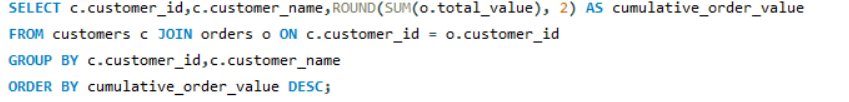 SELECT c.customer_id,c.customer_name,ROUND(SUM(o.total_value), 2) AS cumulative_order_value
FROM customers c JOIN orders o ON c.customer_id = o.customer_id
GROUP BY c.customer_id,c.customer_name
ORDER BY cumulative_order_value DESC;